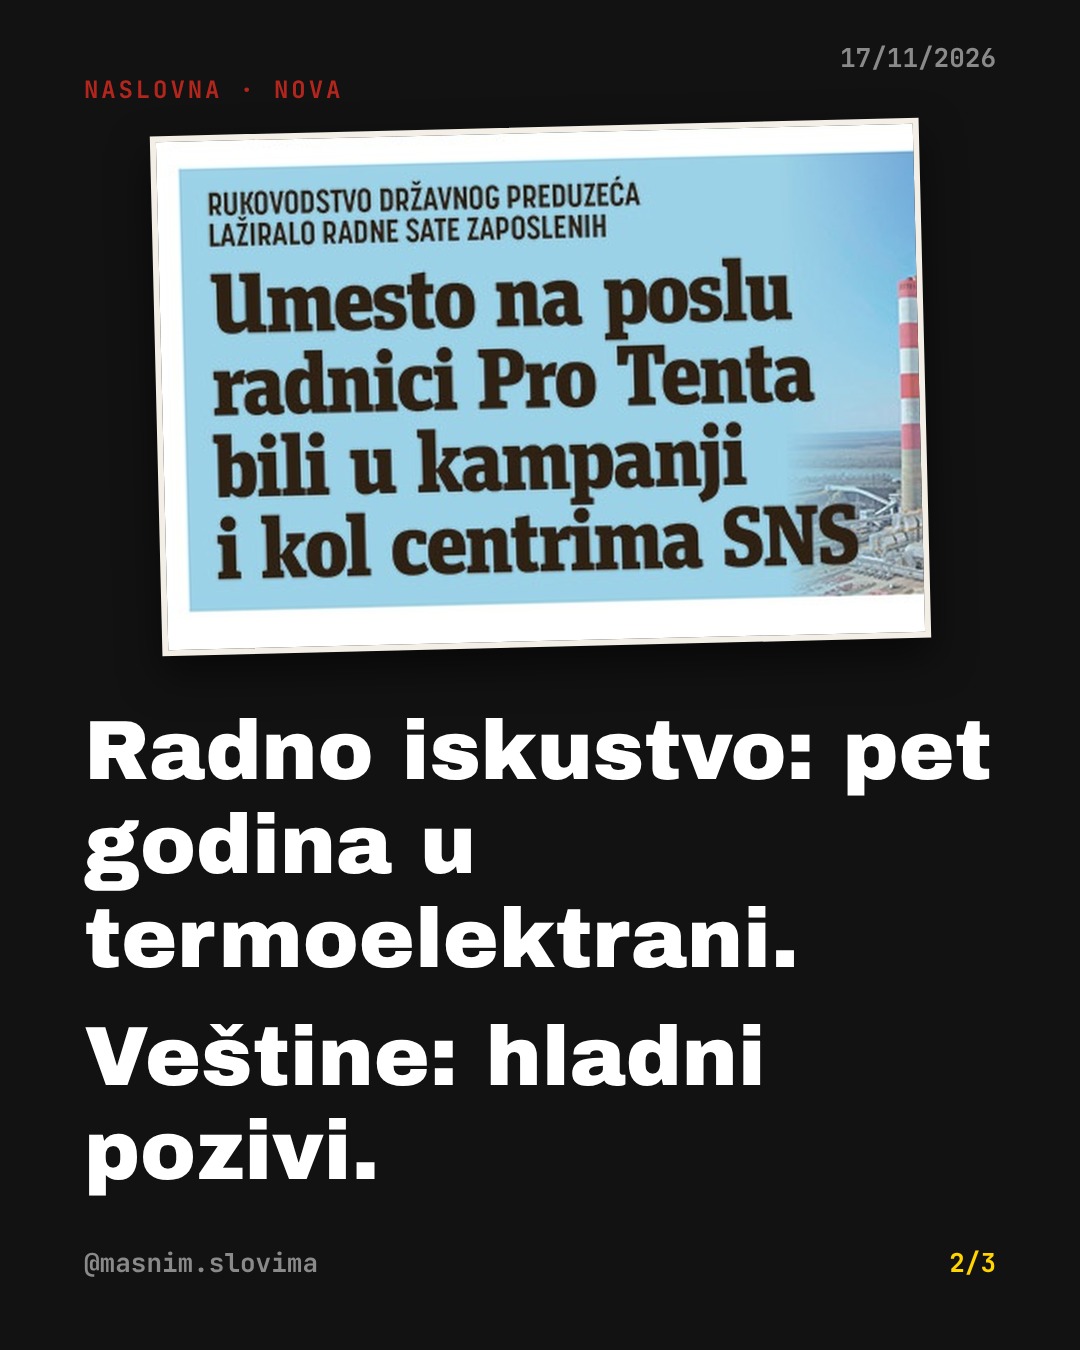 17/11/2026
NASLOVNA · NOVA
RUKOVODSTVO DRŽAVNOG PREDUZEĆA
LAŽIRALO RADNE SATE ZAPOSLENIH
Umesto na poslu
radnici Pro Tenta
bili u kampanji
i kol centrima SNS
Radno iskustvo: pet
godina u
termoelektrani.
Veštine: hladni
pozivi.
@masnim.slovima
2/3